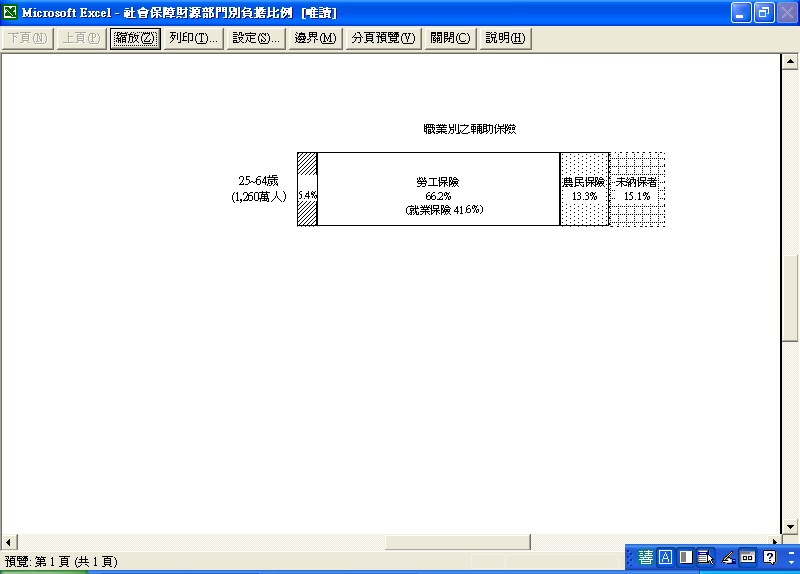 Microsoft Excel - 社會保障財源部門別負擔比例 [唯讀]
下頁(N) 上頁(P) 縮放(Z) 列印(T)... 設定(S)... 邊界(M) 分頁預覽(V) 關閉(C) 說明(H)
職業別之輔助保險
25~64歲
(1,260萬人)
5.4%
勞工保險
66.2%
(就業保險 41.6%)
農民保險
13.3%
未納保者
15.1%
預覽: 第 1 頁 (共 1 頁)
A